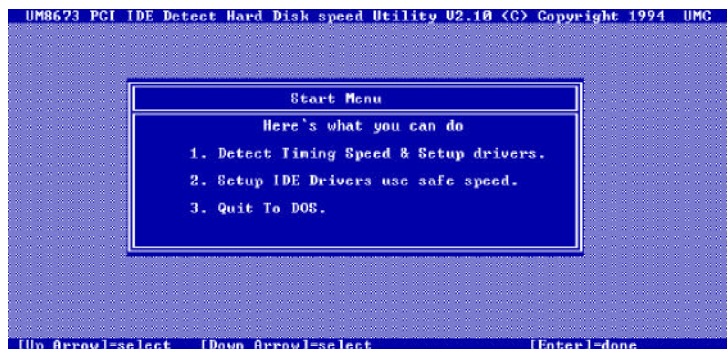 UM8673 PCI IDE Detect Hard Disk speed Utility V2.10 <C> Copyright 1994 UMC
Start Menu
Here's what you can do
1. Detect Timing Speed & Setup drivers.
2. Setup IDE Drivers use safe speed.
3. Quit To DOS.
[Up Arrow]=select [Down Arrow]=select [Enter]=done